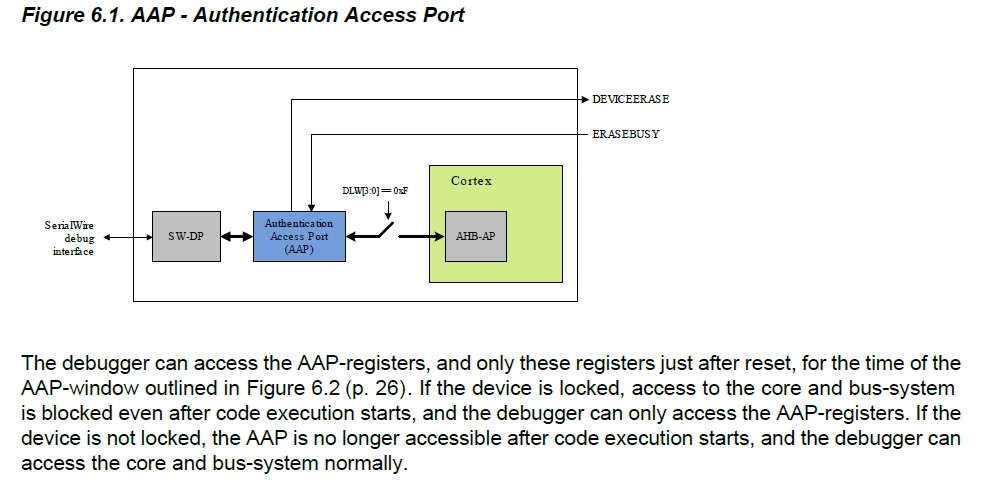 Figure 6.1. AAP - Authentication Access Port
DEVICEERASE
ERASEBUSY
Cortex
DLW[3:0] == 0xF
SerialWire
debug
interface
SW-DP
Authentication
Access Port
(AAP)
AHB-AP
The debugger can access the AAP-registers, and only these registers just after reset, for the time of the
AAP-window outlined in Figure 6.2 (p. 26). If the device is locked, access to the core and bus-system
is blocked even after code execution starts, and the debugger can only access the AAP-registers. If the
device is not locked, the AAP is no longer accessible after code execution starts, and the debugger can
access the core and bus-system normally.